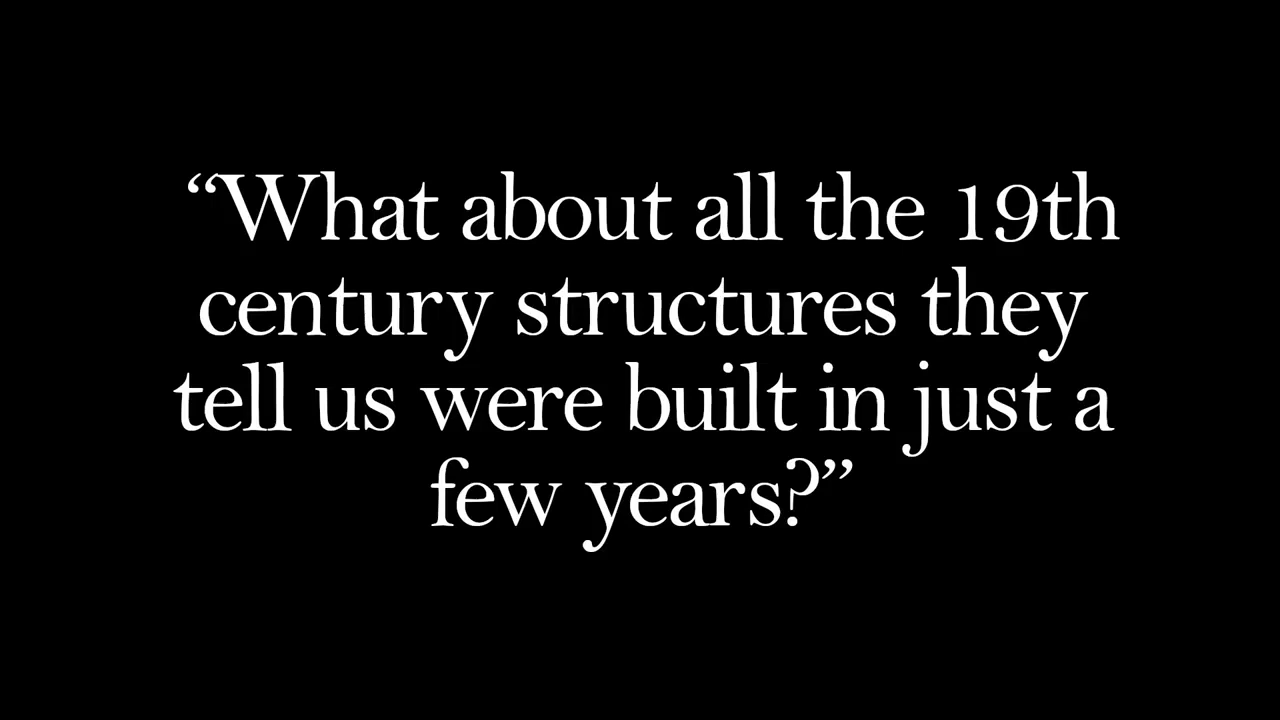 “What about all the 19th
century structures they
tell us were built in just a
few years?”